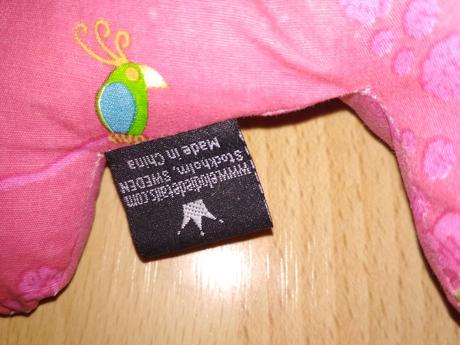 www.elodiedetails.com
Stockholm, SWEDEN
Made in China